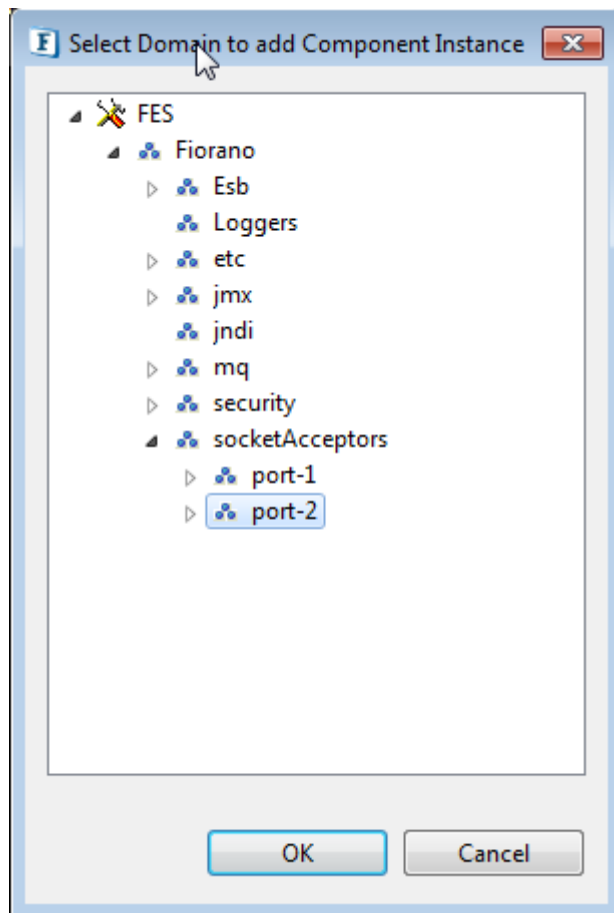 Select Domain to add Component Instance
FES
Fiorano
Esb
Loggers
etc
jmx
jndi
mq
security
socketAcceptors
port-1
port-2
OK Cancel